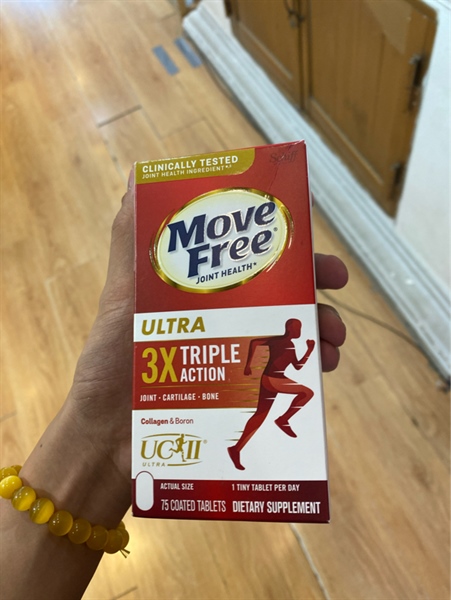 Schiff
CLINICALLY TESTED
JOINT HEALTH INGREDIENT*^
Move
Free®
JOINT HEALTH*
ULTRA
3X TRIPLE
ACTION
JOINT • CARTILAGE • BONE
Collagen & Boron
UC II®
ULTRA
ACTUAL SIZE
1 TINY TABLET PER DAY
75 COATED TABLETS
DIETARY SUPPLEMENT